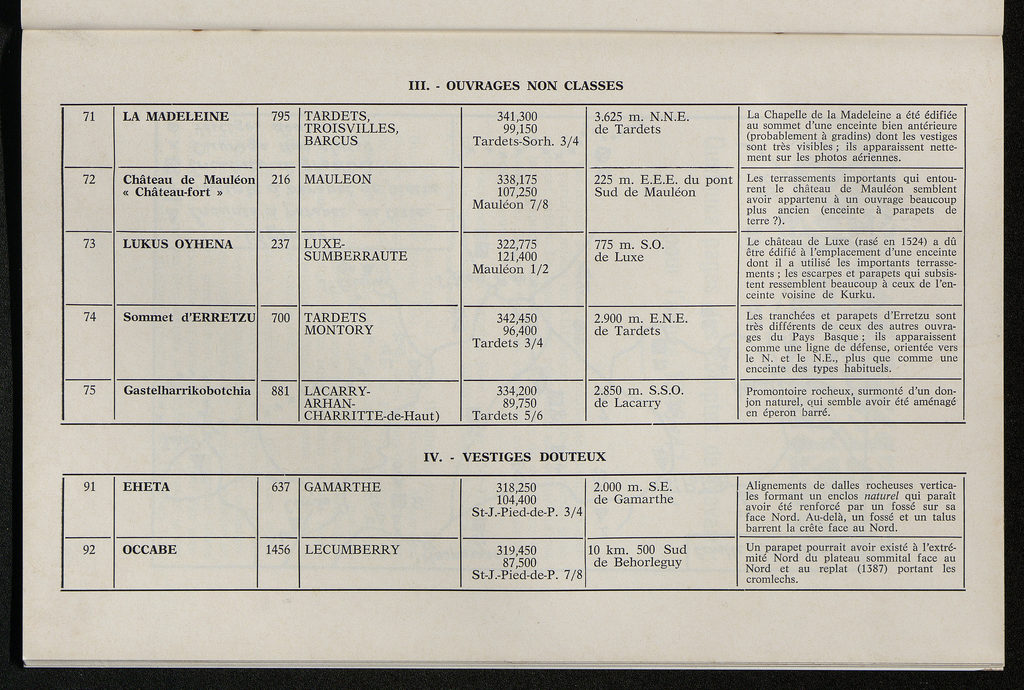 III. - OUVRAGES NON CLASSES
71
LA MADELEINE
795
TARDETS,
TROISVILLES,
BARCUS
341,300
99,150
Tardets-Sorh. 3/4
3.625 m. N.N.E.
de Tardets
La Chapelle de la Madeleine a été édifiée
au sommet d'une enceinte bien antérieure
(probablement à gradins) dont les vestiges
sont très visibles ; ils apparaissent nette-
ment sur les photos aériennes.
72
Château de Mauléon
« Château-fort »
216
MAULEON
338,175
107,250
Mauléon 7/8
225 m. E.E.E. du pont
Sud de Mauléon
Les terrassements importants qui entou-
rent le château de Mauléon semblent
avoir appartenu à un ouvrage beaucoup
plus ancien (enceinte à parapets de
terre ?).
73
LUKUS OYHENA
237
LUXE-
SUMBERRAUTE
322,775
121,400
Mauléon 1/2
775 m. S.O.
de Luxe
Le château de Luxe (rasé en 1524) a dû
être édifié à l'emplacement d'une enceinte
dont il a utilisé les importants terrasse-
ments ; les escarpes et parapets qui subsis-
tent ressemblent beaucoup à ceux de l'en-
ceinte voisine de Kurku.
74
Sommet d'ERRETZU
700
TARDETS
MONTORY
342,450
96,400
Tardets 3/4
2.900 m. E.N.E.
de Tardets
Les tranchées et parapets d'Erretzu sont
très différents de ceux des autres ouvra-
ges du Pays Basque ; ils apparaissent
comme une ligne de défense, orientée vers
le N. et le N.E., plus que comme une
enceinte des types habituels.
75
Gastelharrikobotchia
881
LACARRY-
ARHAN-
CHARRITTE-de-Haut)
334,200
89,750
Tardets 5/6
2.850 m. S.S.O.
de Lacarry
Promontoire rocheux, surmonté d'un don-
jon naturel, qui semble avoir été aménagé
en éperon barré.
IV. - VESTIGES DOUTEUX
91
EHETA
637
GAMARTHE
318,250
104,400
St-J.-Pied-de-P. 3/4
2.000 m. S.E.
de Gamarthe
Alignements de dalles rocheuses vertica-
les formant un enclos naturel qui paraît
avoir été renforcé par un fossé sur sa
face Nord. Au-delà, un fossé et un talus
barrent la crête face au Nord.
92
OCCABE
1456
LECUMBERRY
319,450
87,500
St-J.-Pied-de-P. 7/8
10 km. 500 Sud
de Behorleguy
Un parapet pourrait avoir existé à l'extré-
mité Nord du plateau sommital face au
Nord et au replat (1387) portant les
cromlechs.